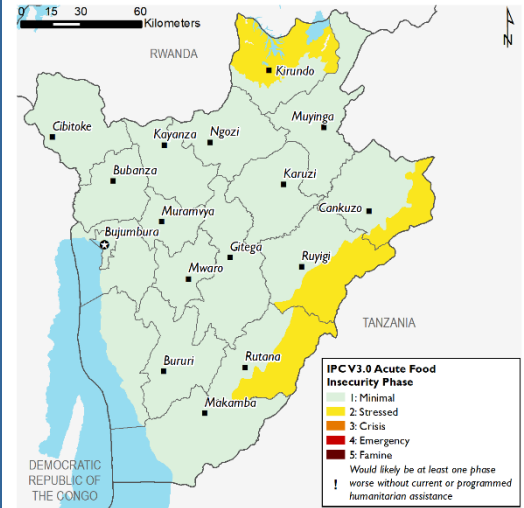 0 15 30 60
Kilometers
N
RWANDA
Kirundo
Muyinga
Cibitoke
Kayanza
Ngozi
Bubanza
Karuzi
Cankuzo
Muramvya
Bujumbura
Gitega
Ruyigi
Mwaro
TANZANIA
Bururi
Rutana
Makamba
DEMOCRATIC
REPUBLIC OF
THE CONGO
IPC V3.0 Acute Food
Insecurity Phase
1: Minimal
2: Stressed
3: Crisis
4: Emergency
5: Famine
Would likely be at least one phase
! worse without current or programmed
humanitarian assistance